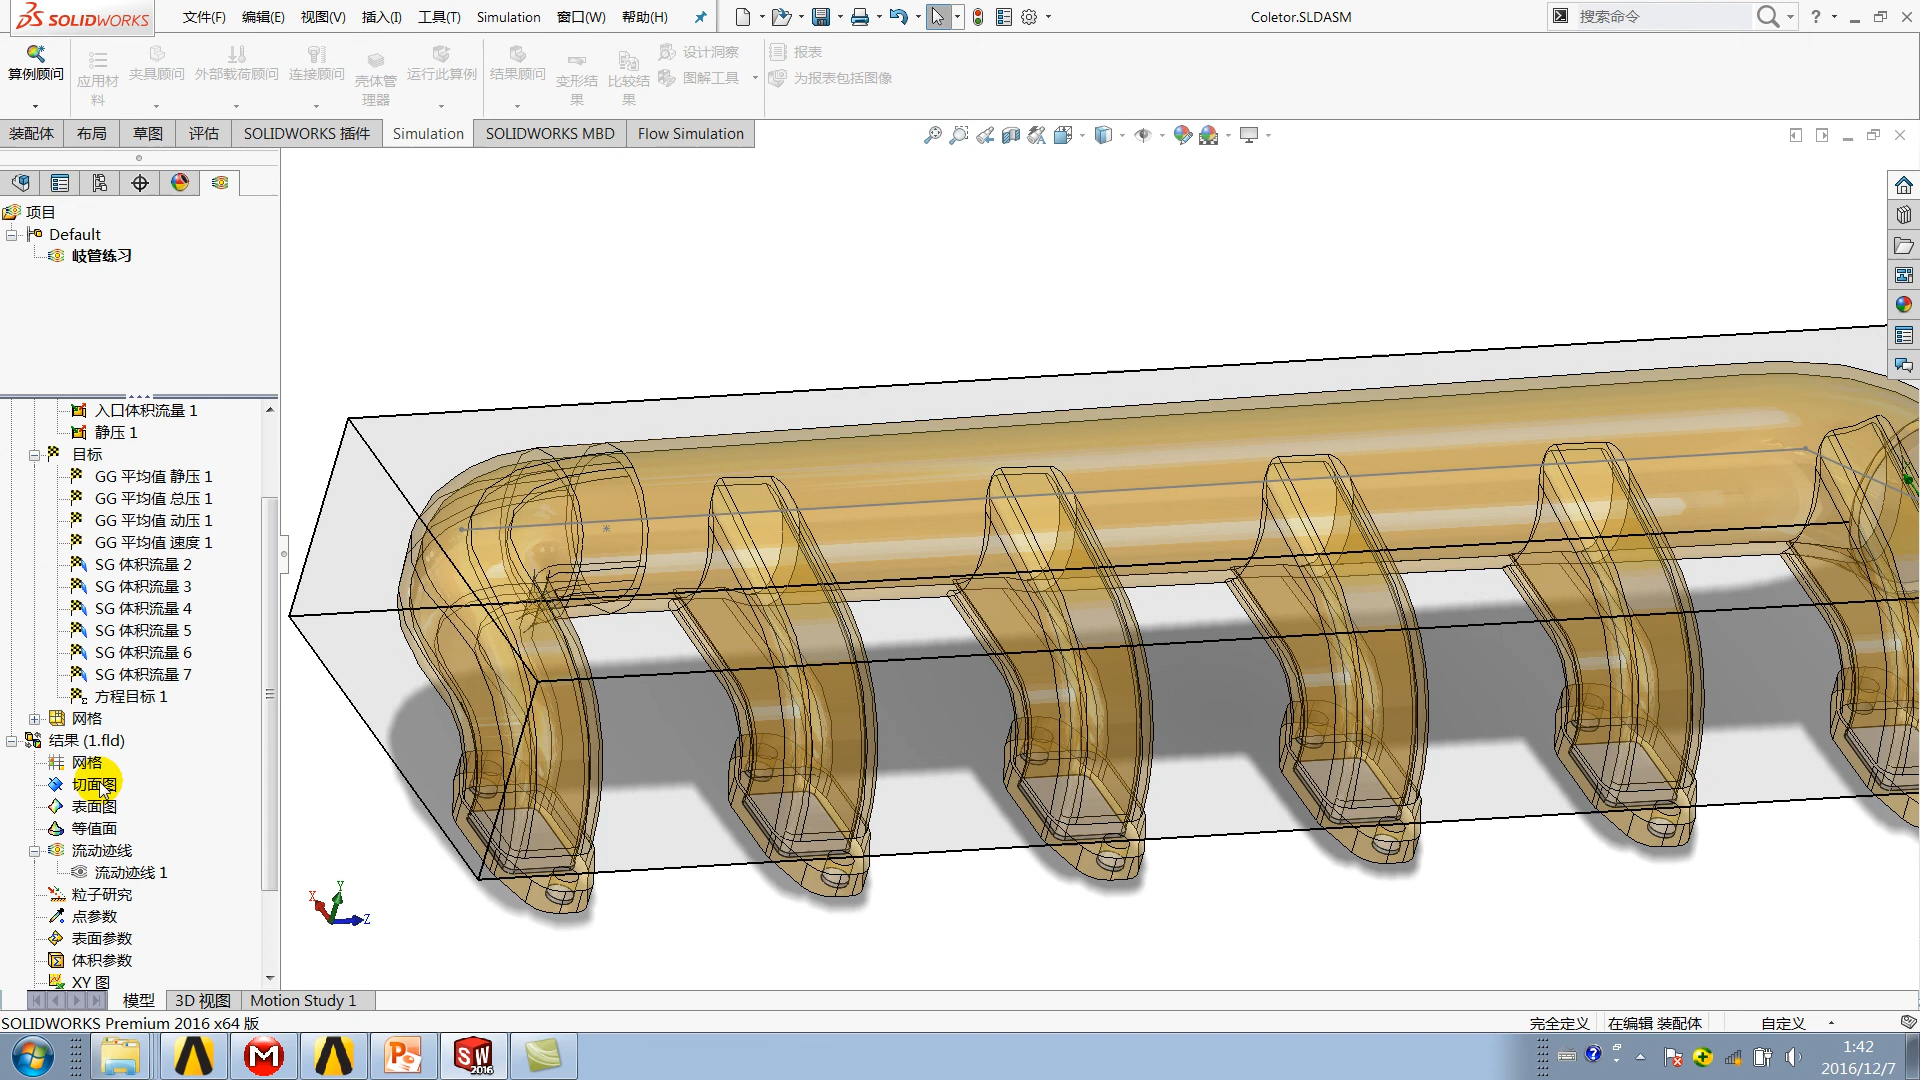 SOLIDWORKS 文件(F) 编辑(E) 视图(V) 插入(I) 工具(T) Simulation 窗口(W) 帮助(H) Coletor.SLDASM 搜索命令
算例顾问 应用材料 夹具顾问 外部载荷顾问 连接顾问 壳体管理器 运行此算例 结果顾问 变形结果 比较结果 设计洞察 图解工具 报表 为报表包括图像
装配体 布局 草图 评估 SOLIDWORKS 插件 Simulation SOLIDWORKS MBD Flow Simulation
项目
Default
岐管练习
入口体积流量 1
静压 1
目标
GG 平均值 静压 1
GG 平均值 总压 1
GG 平均值 动压 1
GG 平均值 速度 1
SG 体积流量 2
SG 体积流量 3
SG 体积流量 4
SG 体积流量 5
SG 体积流量 6
SG 体积流量 7
方程目标 1
网格
结果 (1.fld)
网格
切面图
表面图
等值面
流动迹线
流动迹线 1
粒子研究
点参数
表面参数
体积参数
XY 图
X Y Z
模型 3D 视图 Motion Study 1
SOLIDWORKS Premium 2016 x64 版 完全定义 在编辑 装配体 自定义
SW 2016
1:42
2016/12/7